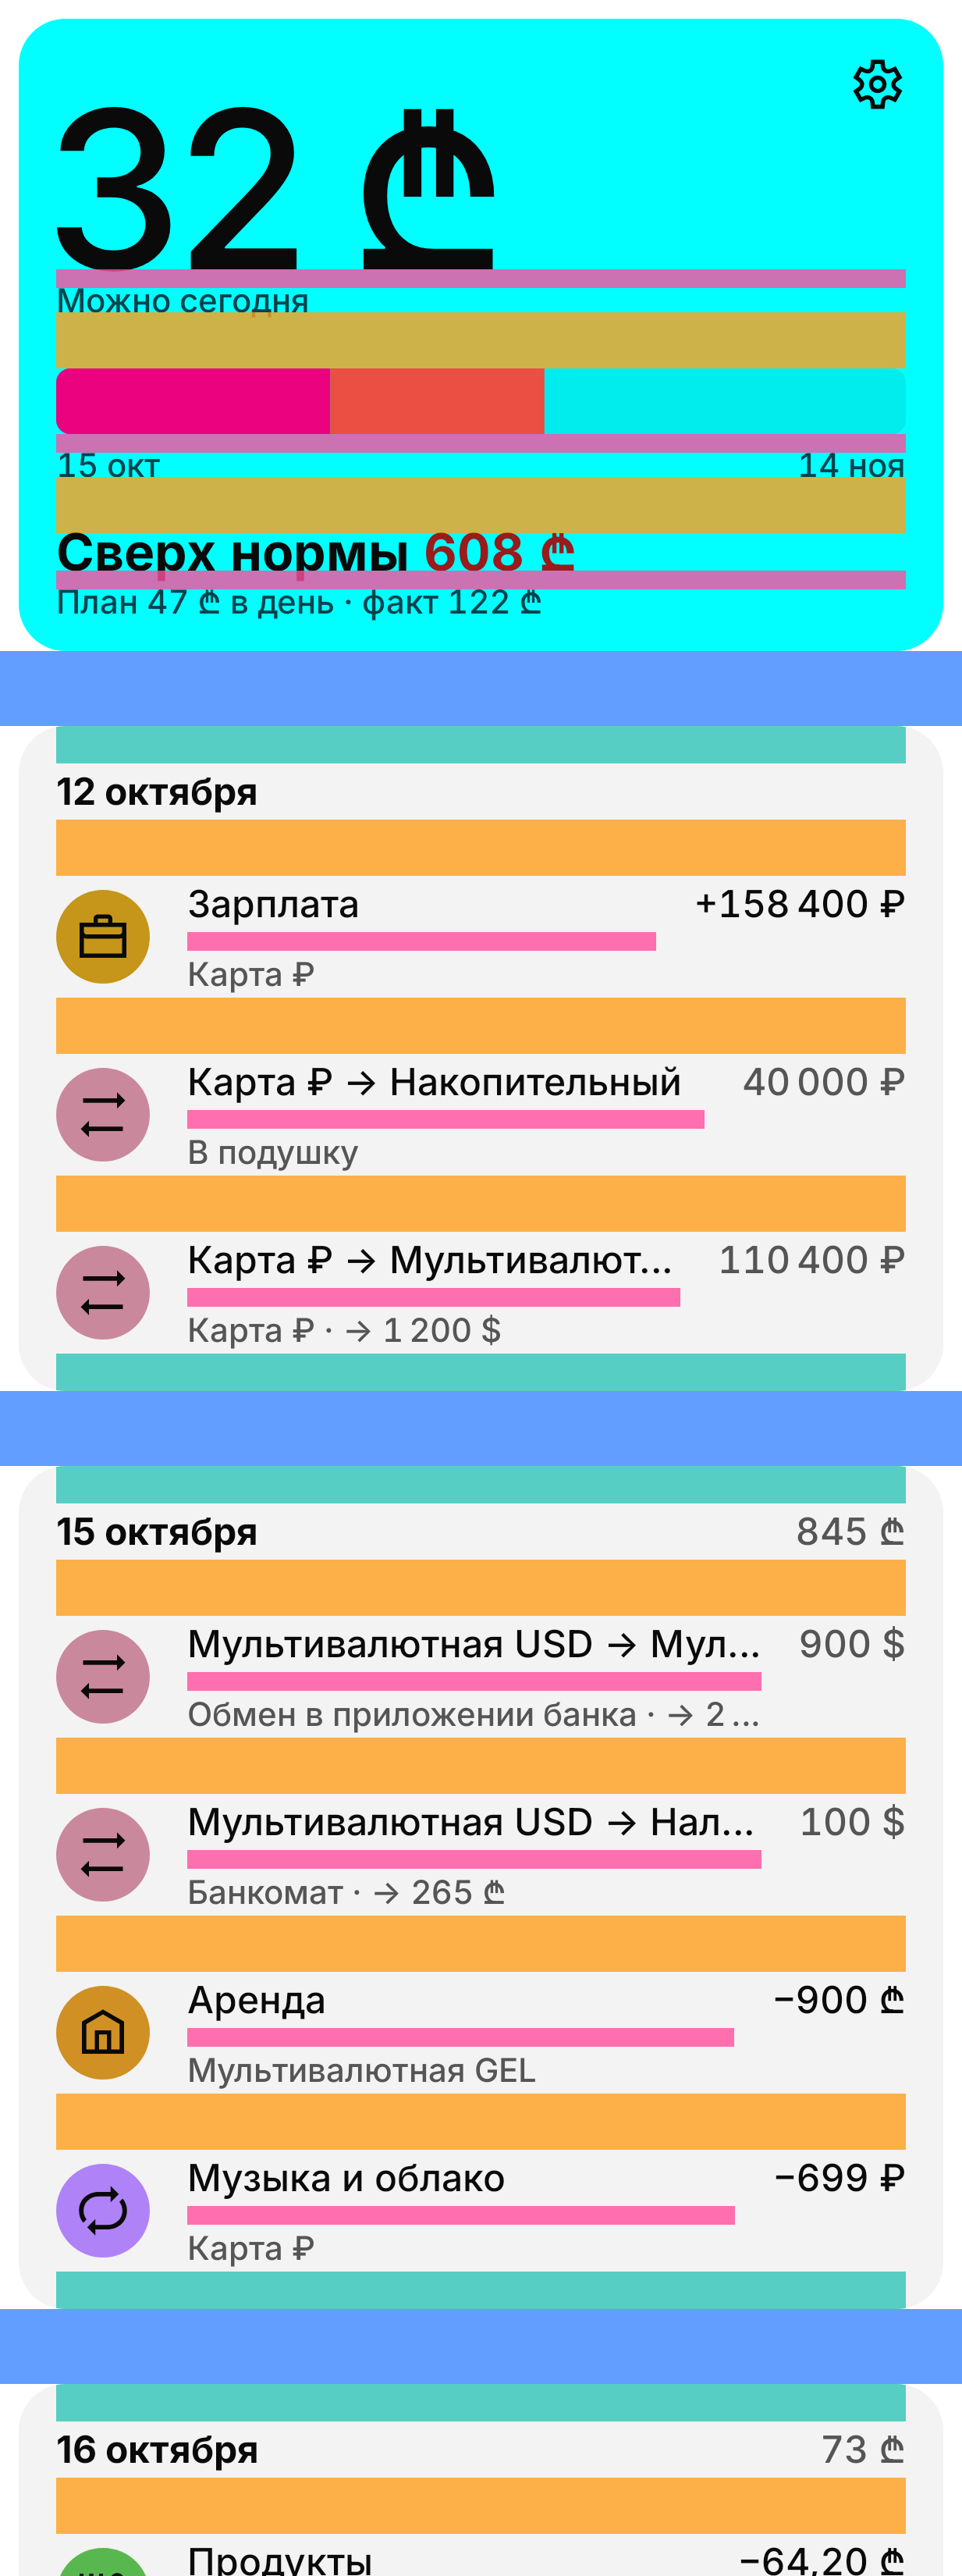 32 ₾
Можно сегодня
15 окт 14 ноя
Сверх нормы 608 ₾
План 47 ₾ в день · факт 122 ₾
12 октября
Зарплата +158 400 ₽
Карта ₽
Карта ₽ → Накопительный 40 000 ₽
В подушку
Карта ₽ → Мультивалют... 110 400 ₽
Карта ₽ · → 1 200 $
15 октября 845 ₾
Мультивалютная USD → Мул... 900 $
Обмен в приложении банка · → 2 ...
Мультивалютная USD → Нал... 100 $
Банкомат · → 265 ₾
Аренда −900 ₾
Мультивалютная GEL
Музыка и облако −699 ₽
Карта ₽
16 октября 73 ₾
Продукты −64,20 ₾